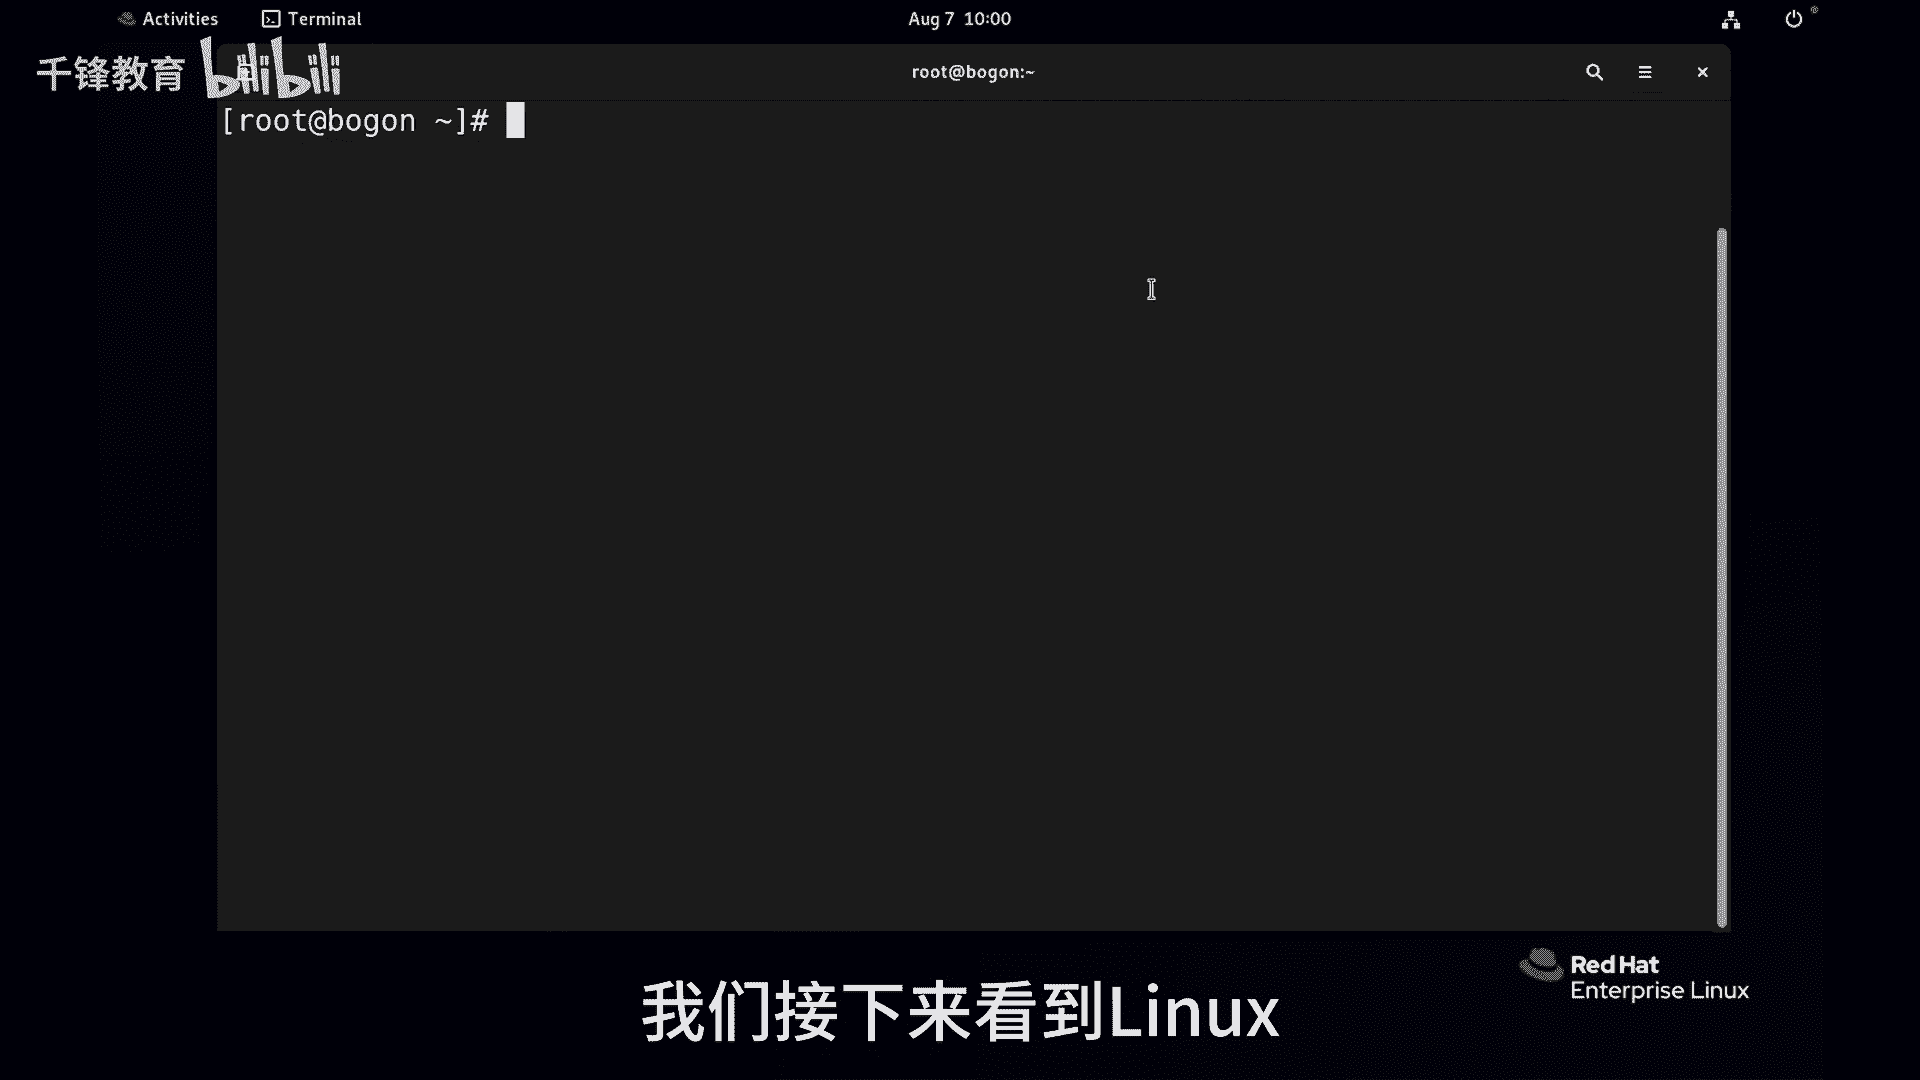 Activities Terminal Aug 7 10:00
千锋教育 bilibili
root@bogon:~
[root@bogon ~]#
Red Hat
Enterprise Linux
我们接下来看到Linux